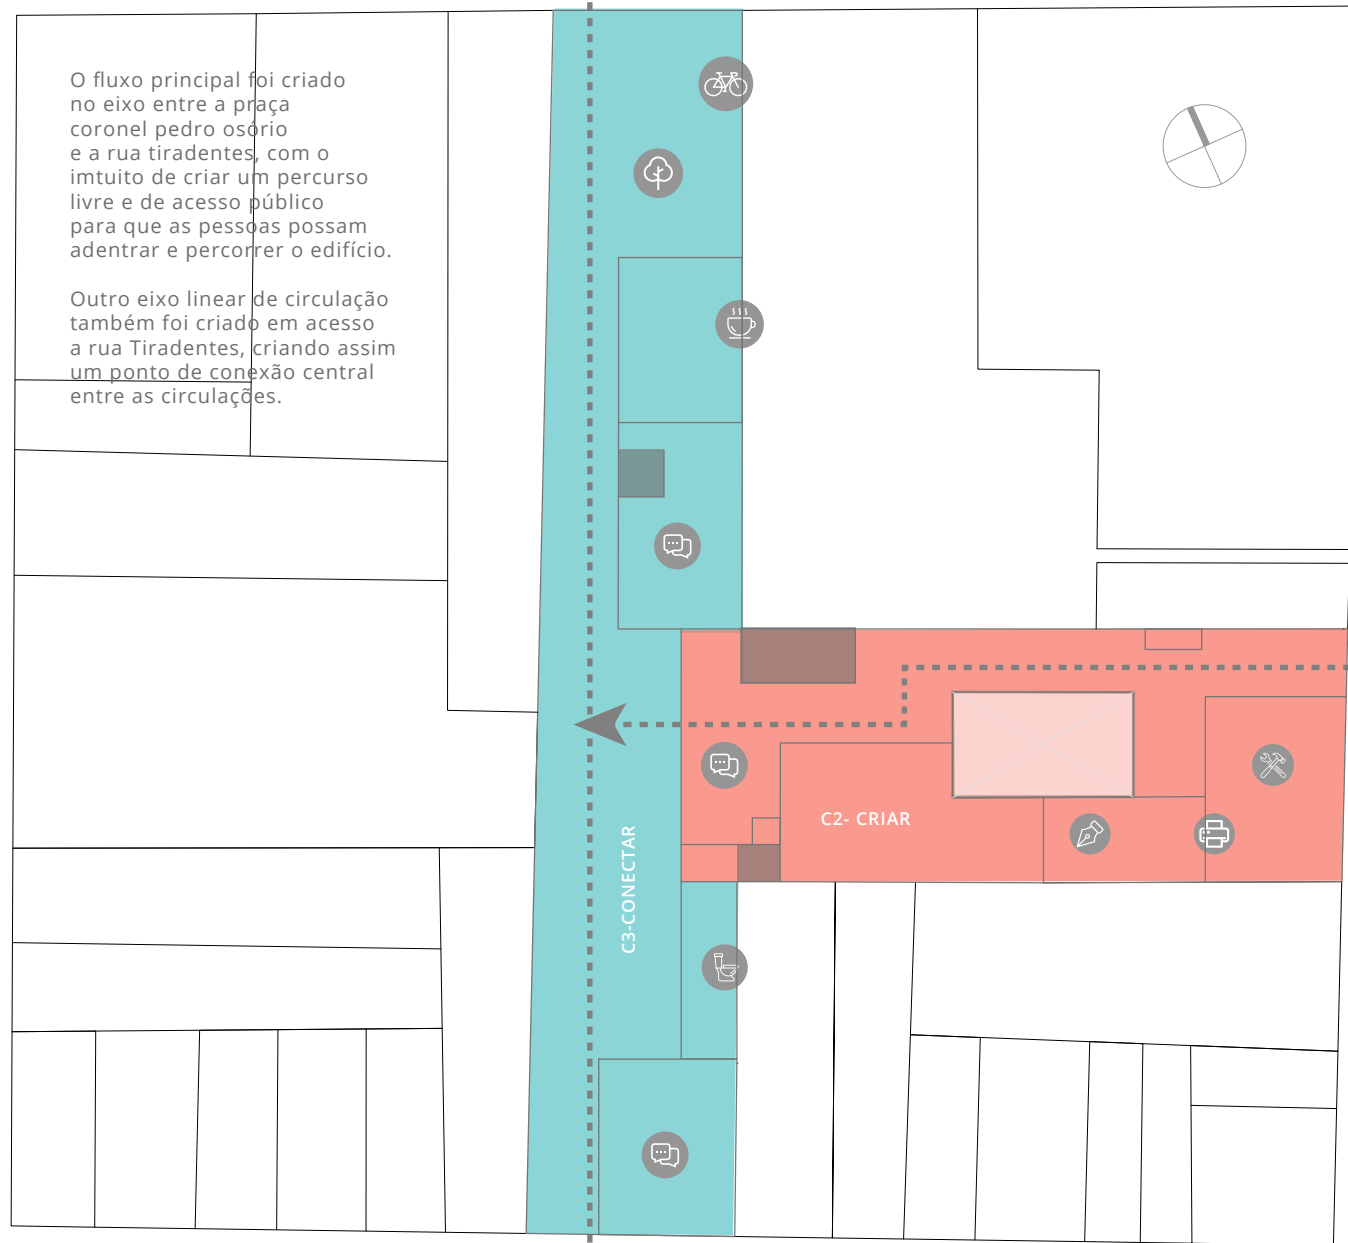 O fluxo principal foi criado
no eixo entre a praça
coronel pedro osório
e a rua tiradentes, com o
imtuito de criar um percurso
livre e de acesso público
para que as pessoas possam
adentrar e percorrer o edifício.
Outro eixo linear de circulação
também foi criado em acesso
a rua Tiradentes, criando assim
um ponto de conexão central
entre as circulações.
C2- CRIAR
C3-CONECTAR